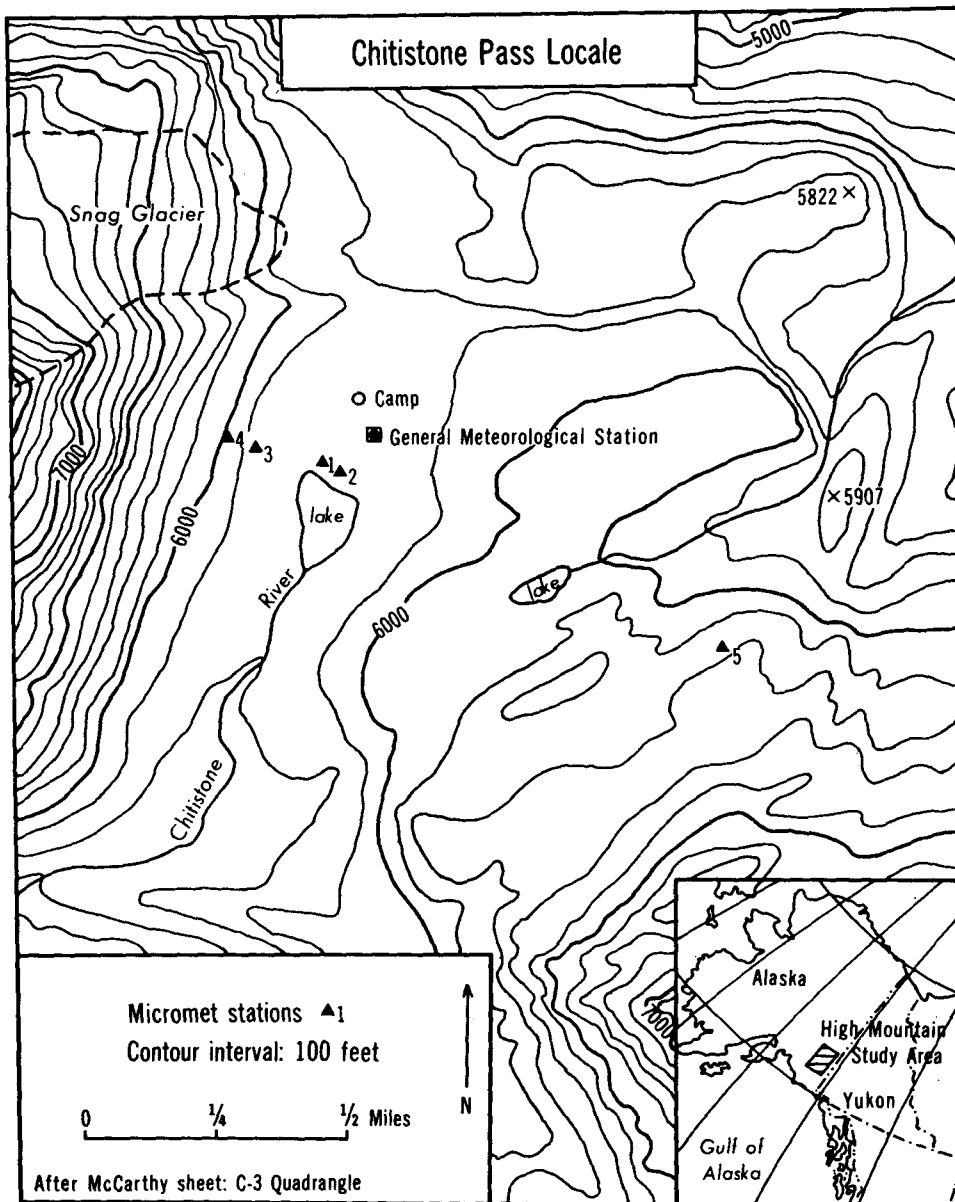 Chitistone Pass Locale
5000
Snag Glacier
5822
Camp
General Meteorological Station
4
3
1
2
7000
6000
lake
5907
River
6000
lake
5
Chitistone
7000
Micromet stations 1
Contour interval: 100 feet
0 1/4 1/2 Miles
N
After McCarthy sheet: C-3 Quadrangle
Alaska
High Mountain
Study Area
Yukon
Gulf of
Alaska